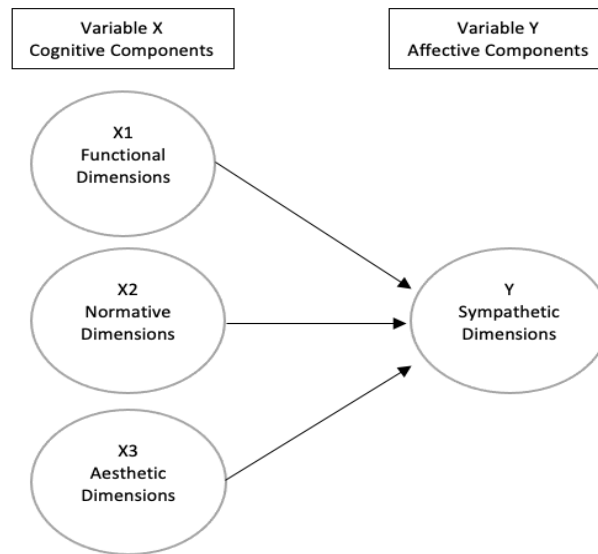 Variable X
Cognitive Components
Variable Y
Affective Components
X1
Functional
Dimensions
X2
Normative
Dimensions
Y
Sympathetic
Dimensions
X3
Aesthetic
Dimensions